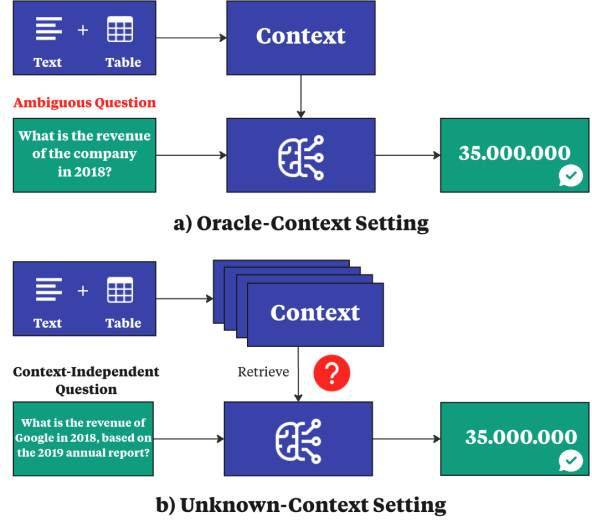 Text + Table
Context
Ambiguous Question
What is the revenue
of the company
in 2018?
35.000.000
a) Oracle-Context Setting
Text + Table
Context
Context-Independent
Question
Retrieve ?
What is the revenue of
Google in 2018, based on
the 2019 annual report?
35.000.000
b) Unknown-Context Setting